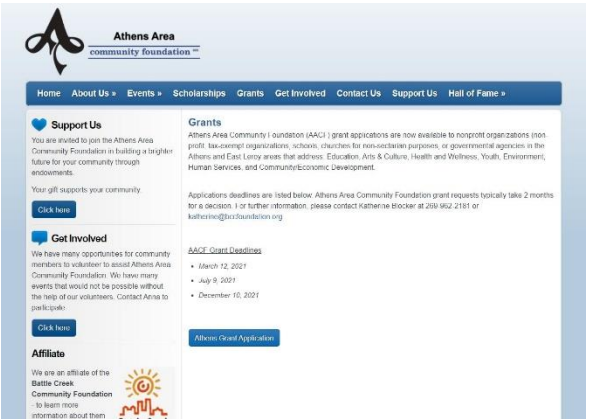 Athens Area
community foundation
Home About Us » Events » Scholarships Grants Get Involved Contact Us Support Us Hall of Fame »
Support Us
You are invited to join the Athens Area
Community Foundation in building a brighter
future for your community through
endowments.
Your gift supports your community.
Click here
Get Involved
We have many opportunities for community
members to volunteer to assist Athens Area
Community Foundation. We have many
events that would not be possible without
the help of our volunteers. Contact Anna to
participate.
Click here
Affiliate
We are an affiliate of the
Battle Creek
Community Foundation
- to learn more
information about them
Grants
Athens Area Community Foundation (AACF) grant applications are now available to nonprofit organizations (non
profit, tax-exempt organizations, schools, churches for non-sectarian purposes, or governmental agencies in the
Athens and East Leroy areas that address: Education, Arts & Culture, Health and Wellness, Youth, Environment,
Human Services, and Community/Economic Development.
Applications deadlines are listed below. Athens Area Community Foundation grant requests typically take 2 months
for a decision. For further information, please contact Katherine Blocker at 269-962-2181 or
katherine@bccfoundation.org.
AACF Grant Deadlines
• March 12, 2021
• July 9, 2021
• December 10, 2021
Athens Grant Application